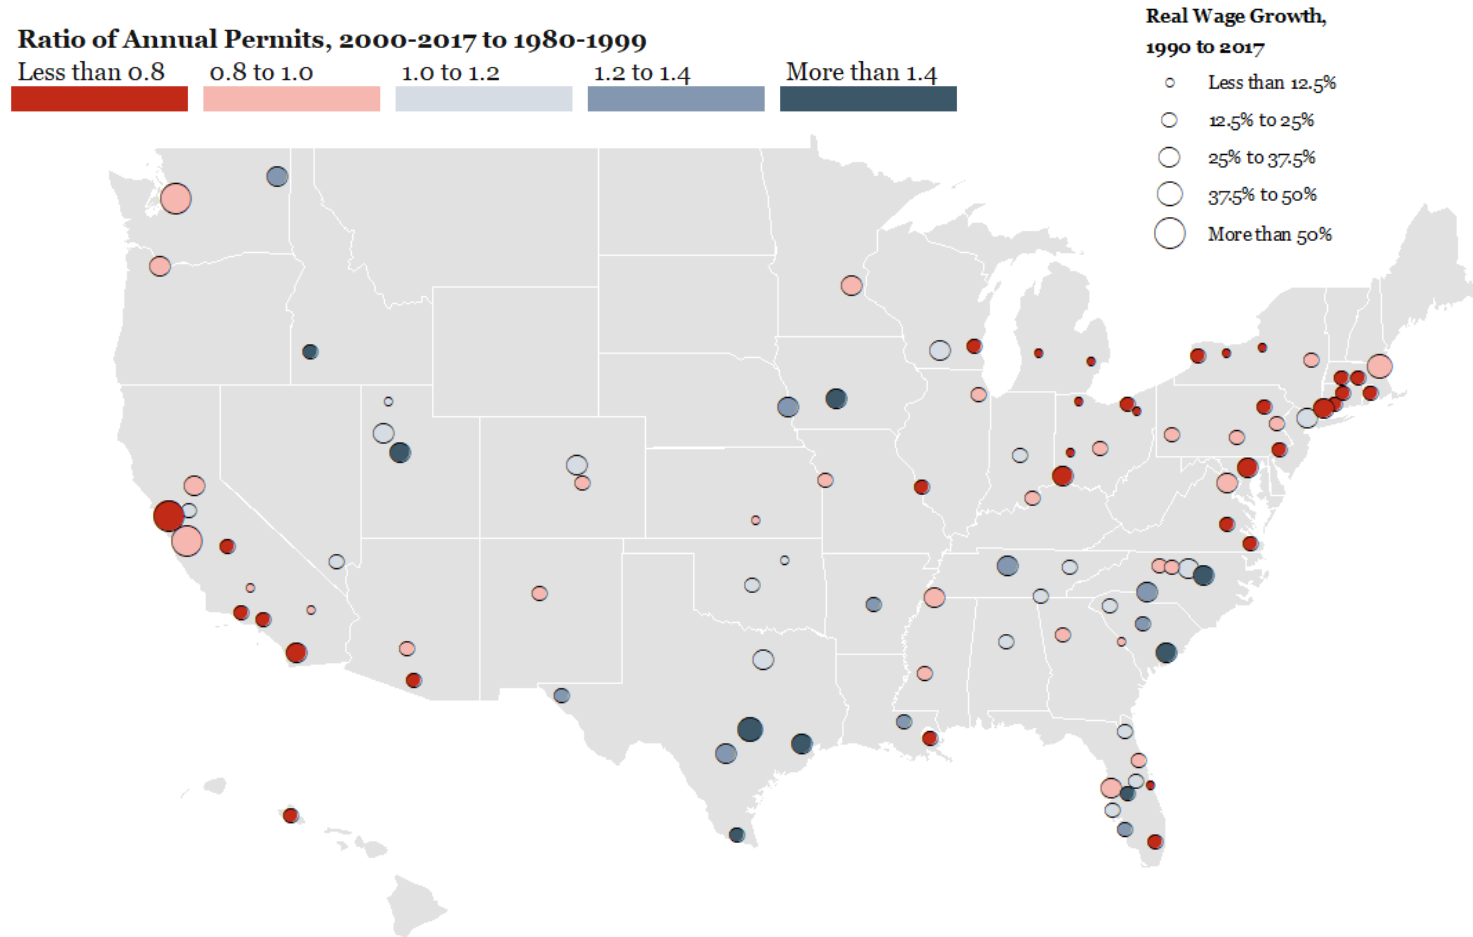 Ratio of Annual Permits, 2000-2017 to 1980-1999
Less than 0.8 0.8 to 1.0 1.0 to 1.2 1.2 to 1.4 More than 1.4
Real Wage Growth,
1990 to 2017
Less than 12.5%
12.5% to 25%
25% to 37.5%
37.5% to 50%
More than 50%